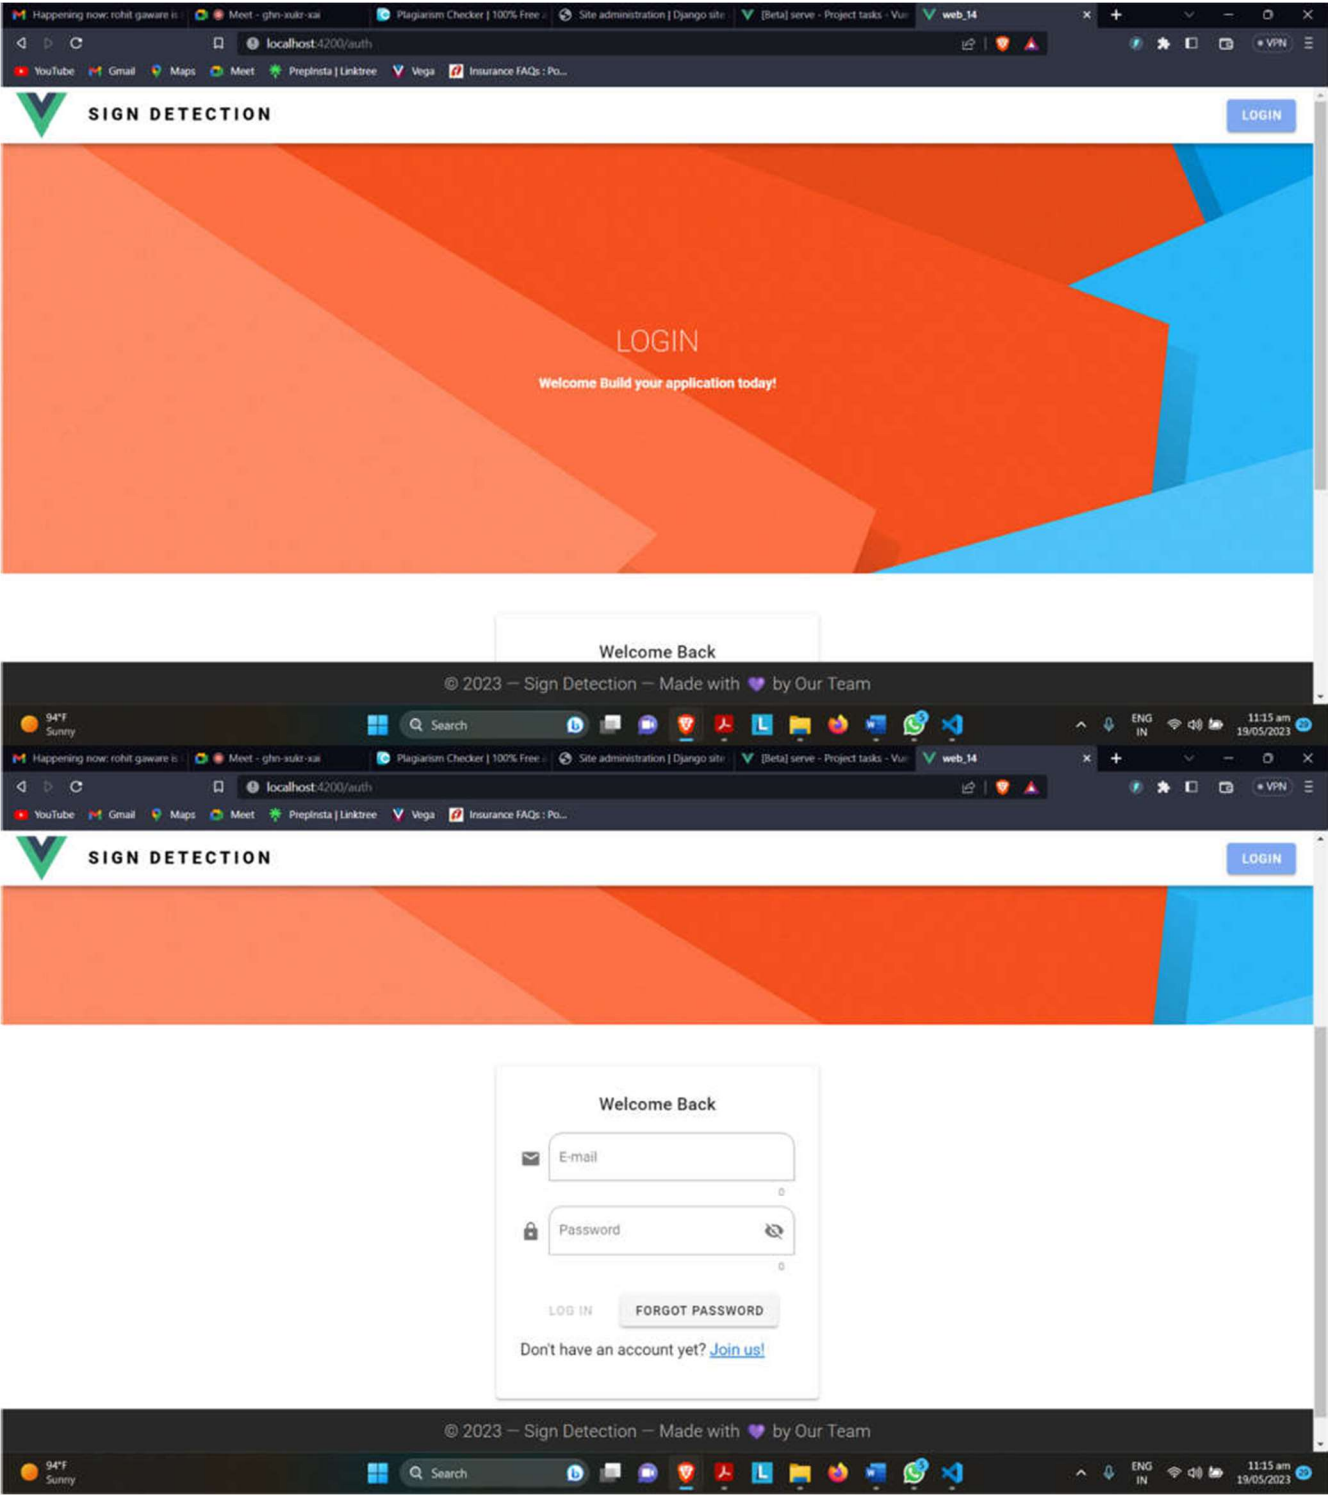 Happening now: rohit gaware is
Meet - ghn-xukr-xai
Plagiarism Checker | 100% Free
Site administration | Django site
[Beta] serve - Project tasks - Vue
web_14
localhost:4200/auth
VPN
YouTube
Gmail
Maps
Meet
PrepInsta | Linktree
Vega
Insurance FAQs : Po...
SIGN DETECTION
LOGIN
LOGIN
Welcome Build your application today!
Welcome Back
© 2023 — Sign Detection — Made with 💜 by Our Team
94°F
Sunny
Search
ENG
IN
11:15 am
19/05/2023
Happening now: rohit gaware is
Meet - ghn-xukr-xai
Plagiarism Checker | 100% Free
Site administration | Django site
[Beta] serve - Project tasks - Vue
web_14
localhost:4200/auth
VPN
YouTube
Gmail
Maps
Meet
PrepInsta | Linktree
Vega
Insurance FAQs : Po...
SIGN DETECTION
LOGIN
Welcome Back
E-mail
0
Password
0
LOG IN
FORGOT PASSWORD
Don't have an account yet? Join us!
© 2023 — Sign Detection — Made with 💜 by Our Team
94°F
Sunny
Search
ENG
IN
11:15 am
19/05/2023